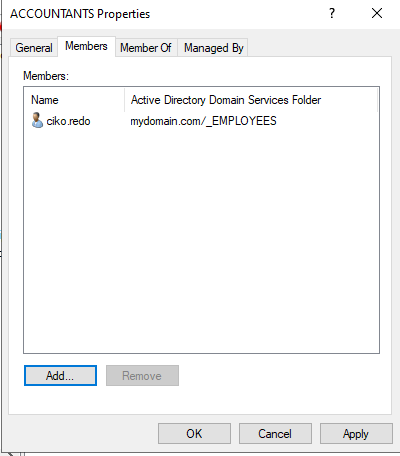 ACCOUNTANTS Properties
? ×
General Members Member Of Managed By
Members:
Name Active Directory Domain Services Folder
ciko.redo mydomain.com/_EMPLOYEES
Add... Remove
OK Cancel Apply